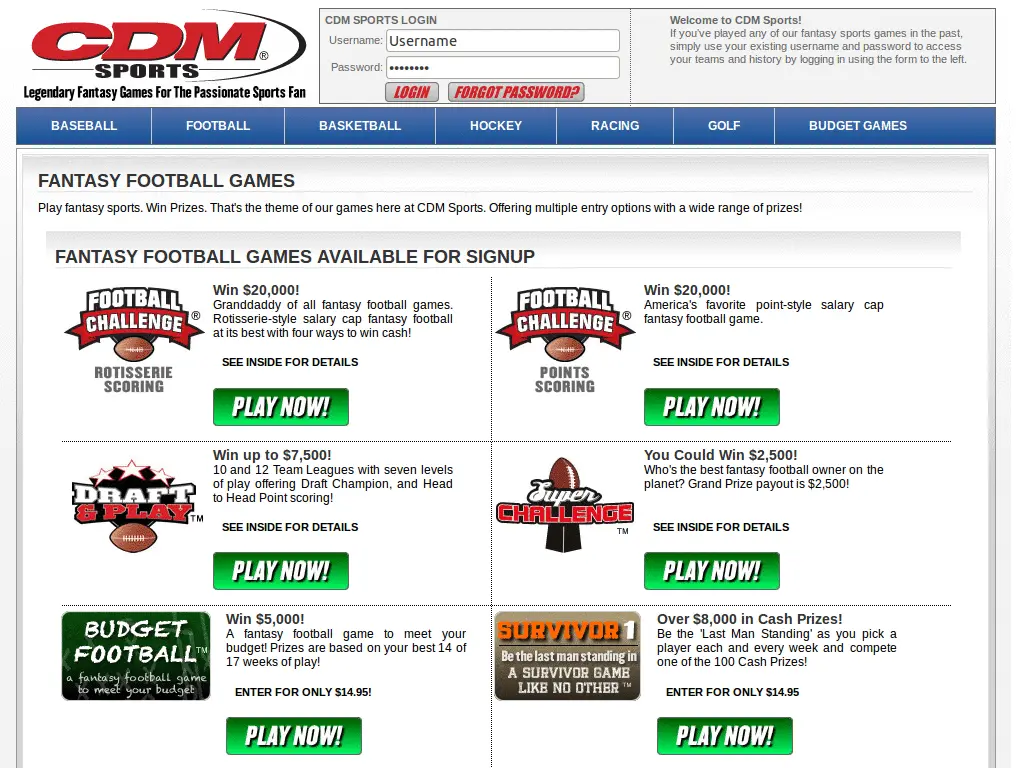 CDM
®
SPORTS
Legendary Fantasy Games For The Passionate Sports Fan
CDM SPORTS LOGIN
Username: Username
Password: ••••••••
LOGIN FORGOT PASSWORD?
Welcome to CDM Sports!
If you've played any of our fantasy sports games in the past,
simply use your existing username and password to access
your teams and history by logging in using the form to the left.
BASEBALL FOOTBALL BASKETBALL HOCKEY RACING GOLF BUDGET GAMES
FANTASY FOOTBALL GAMES
Play fantasy sports. Win Prizes. That's the theme of our games here at CDM Sports. Offering multiple entry options with a wide range of prizes!
FANTASY FOOTBALL GAMES AVAILABLE FOR SIGNUP
FOOTBALL
CHALLENGE®
ROTISSERIE
SCORING
Win $20,000!
Granddaddy of all fantasy football games.
Rotisserie-style salary cap fantasy football
at its best with four ways to win cash!
SEE INSIDE FOR DETAILS
PLAY NOW!
FOOTBALL
CHALLENGE®
POINTS
SCORING
Win $20,000!
America's favorite point-style salary cap
fantasy football game.
SEE INSIDE FOR DETAILS
PLAY NOW!
DRAFT
& PLAY™
Win up to $7,500!
10 and 12 Team Leagues with seven levels
of play offering Draft Champion, and Head
to Head Point scoring!
SEE INSIDE FOR DETAILS
PLAY NOW!
Super
CHALLENGE
™
You Could Win $2,500!
Who's the best fantasy football owner on the
planet? Grand Prize payout is $2,500!
SEE INSIDE FOR DETAILS
PLAY NOW!
BUDGET
FOOTBALL™
a fantasy football game
to meet your budget
Win $5,000!
A fantasy football game to meet your
budget! Prizes are based on your best 14 of
17 weeks of play!
ENTER FOR ONLY $14.95!
PLAY NOW!
SURVIVOR 1
Be the last man standing in
A SURVIVOR GAME
LIKE NO OTHER™
Over $8,000 in Cash Prizes!
Be the 'Last Man Standing' as you pick a
player each and every week and compete
one of the 100 Cash Prizes!
ENTER FOR ONLY $14.95
PLAY NOW!